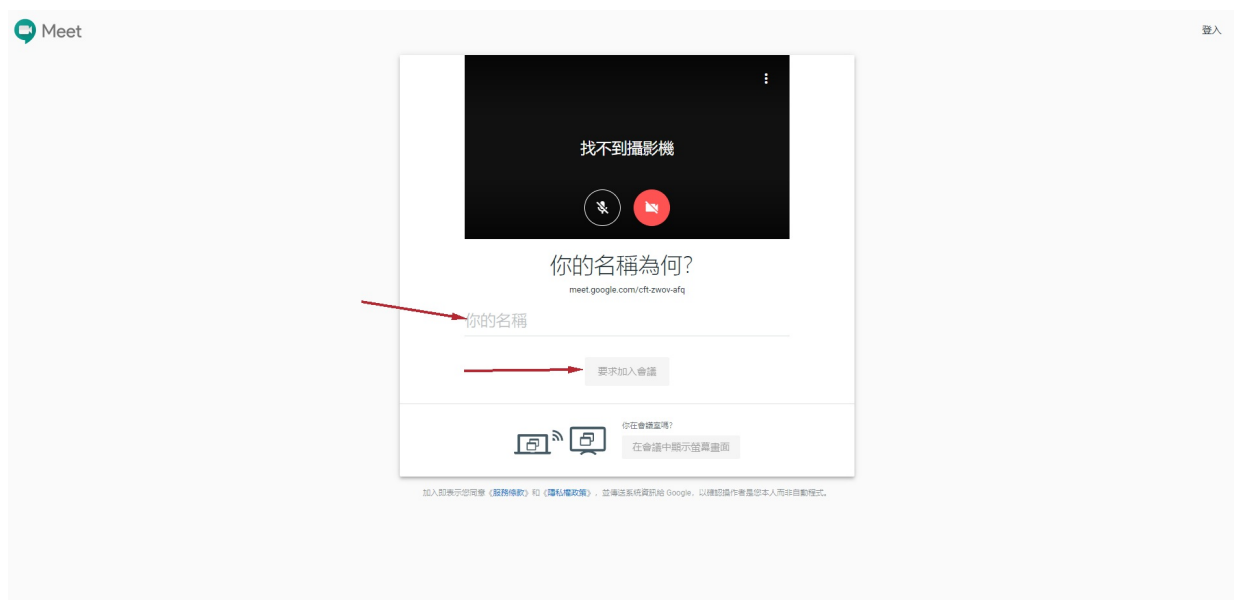 Meet
登入
找不到攝影機
你的名稱為何?
meet.google.com/cft-zwov-afq
你的名稱
要求加入會議
你在會議室嗎?
在會議中顯示螢幕畫面
加入即表示您同意《服務條款》和《隱私權政策》，並傳送系統資訊給 Google，以確認操作者是您本人而非自動程式。